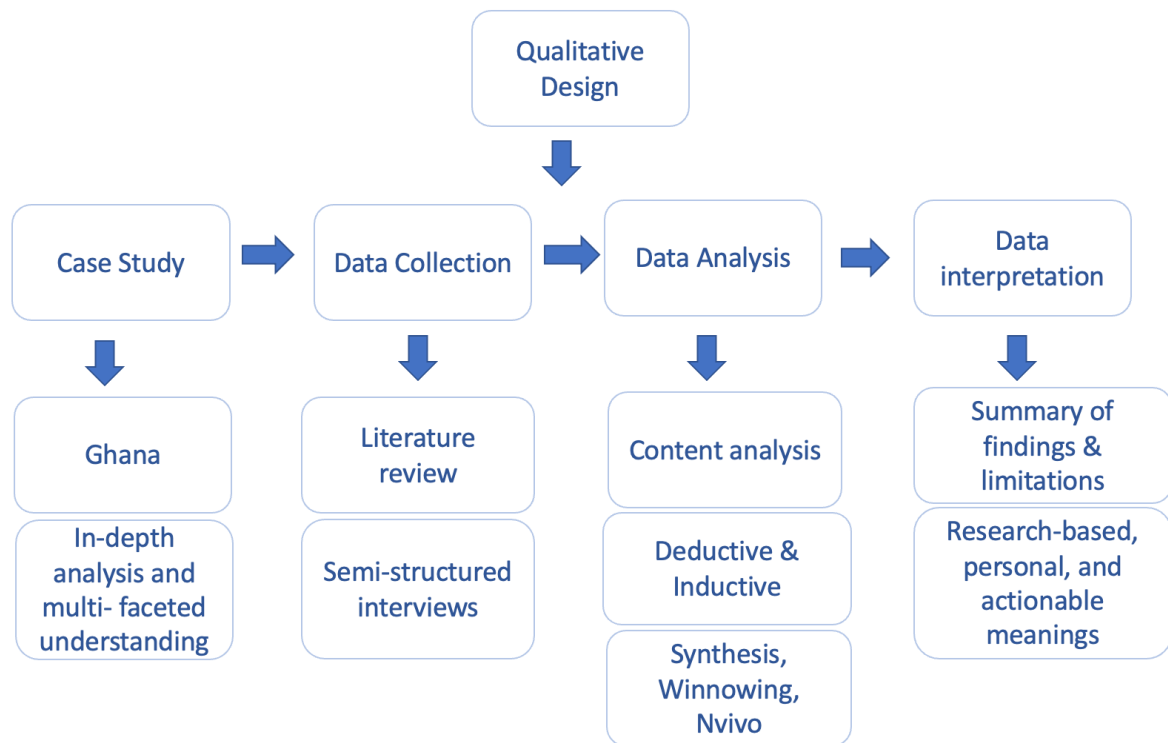 Qualitative
Design
Case Study
Data Collection
Data Analysis
Data
interpretation
Ghana
In-depth
analysis and
multi- faceted
understanding
Literature
review
Semi-structured
interviews
Content analysis
Deductive &
Inductive
Synthesis,
Winnowing,
Nvivo
Summary of
findings &
limitations
Research-based,
personal, and
actionable
meanings